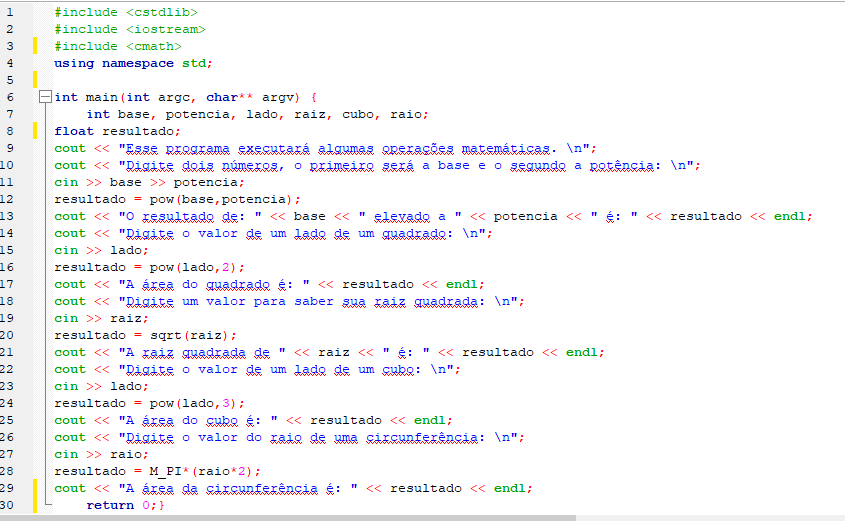 1 #include <cstdlib>
2 #include <iostream>
3 #include <cmath>
4 using namespace std;
5
6 int main(int argc, char** argv) {
7 int base, potencia, lado, raiz, cubo, raio;
8 float resultado;
9 cout << "Esse programa executará algumas operações matemáticas. \n";
10 cout << "Digite dois números, o primeiro será a base e o segundo a potência: \n";
11 cin >> base >> potencia;
12 resultado = pow(base,potencia);
13 cout << "O resultado de: " << base << " elevado a " << potencia << " é: " << resultado << endl;
14 cout << "Digite o valor de um lado de um quadrado: \n";
15 cin >> lado;
16 resultado = pow(lado,2);
17 cout << "A área do quadrado é: " << resultado << endl;
18 cout << "Digite um valor para saber sua raiz quadrada: \n";
19 cin >> raiz;
20 resultado = sqrt(raiz);
21 cout << "A raiz quadrada de " << raiz << " é: " << resultado << endl;
22 cout << "Digite o valor de um lado de um cubo: \n";
23 cin >> lado;
24 resultado = pow(lado,3);
25 cout << "A área do cubo é: " << resultado << endl;
26 cout << "Digite o valor do raio de uma circunferência: \n";
27 cin >> raio;
28 resultado = M_PI*(raio*2);
29 cout << "A área da circunferência é: " << resultado << endl;
30 return 0;}